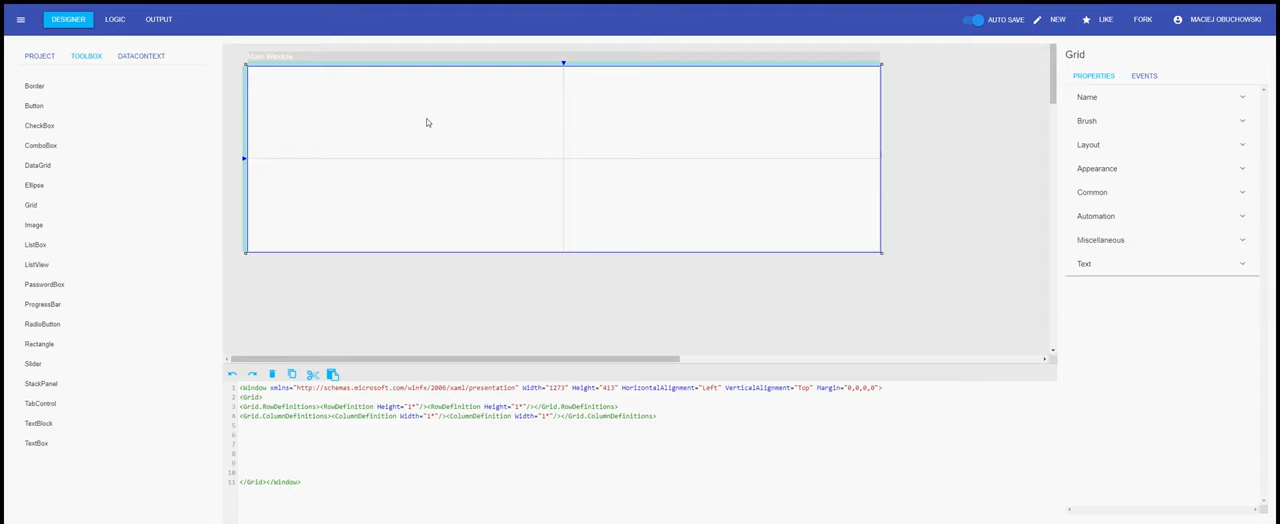 DESIGNER LOGIC OUTPUT AUTO SAVE NEW LIKE FORK MACIEJ OBUCHOWSKI
PROJECT TOOLBOX DATACONTEXT
Border
Button
CheckBox
ComboBox
DataGrid
Ellipse
Grid
Image
ListBox
ListView
PasswordBox
ProgressBar
RadioButton
Rectangle
Slider
StackPanel
TabControl
TextBlock
TextBox
Main Window
1 <Window xmlns="http://schemas.microsoft.com/winfx/2006/xaml/presentation" Width="1273" Height="413" HorizontalAlignment="Left" VerticalAlignment="Top" Margin="0,0,0,0">
2 <Grid>
3 <Grid.RowDefinitions><RowDefinition Height="1*"/><RowDefinition Height="1*"/></Grid.RowDefinitions>
4 <Grid.ColumnDefinitions><ColumnDefinition Width="1*"/><ColumnDefinition Width="1*"/></Grid.ColumnDefinitions>
5
6
7
8
9
10
11 </Grid></Window>
Grid
PROPERTIES EVENTS
Name
Brush
Layout
Appearance
Common
Automation
Miscellaneous
Text